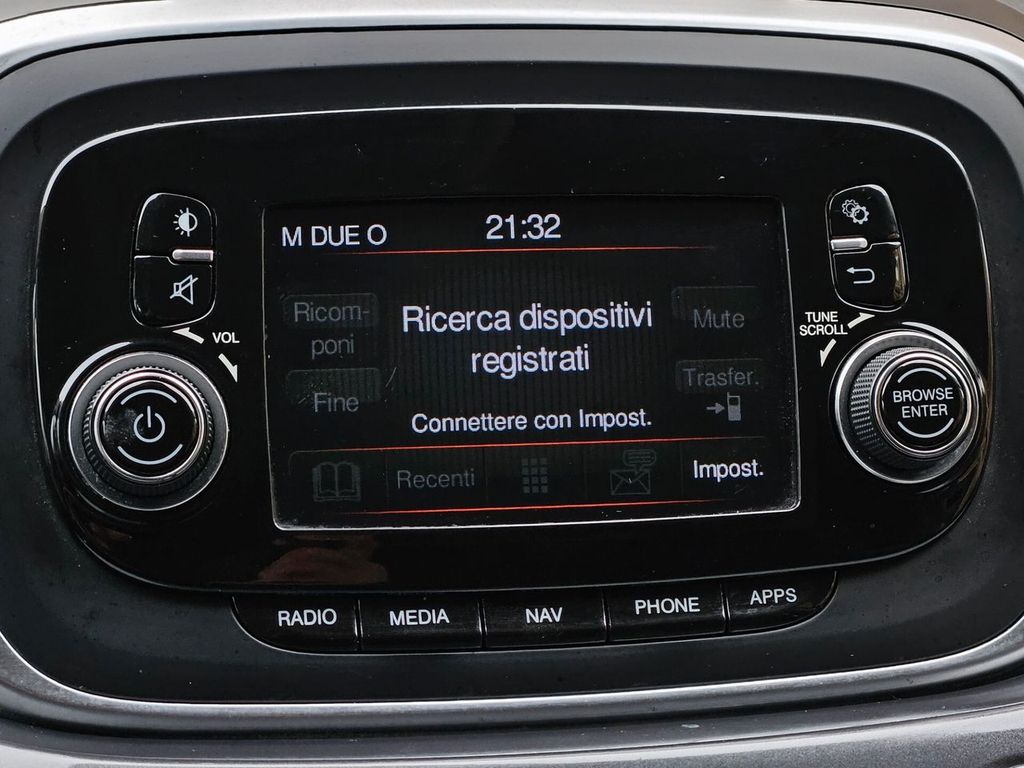 M DUE O
21:32
VOL
TUNE
SCROLL
Ricom-
poni
Ricerca dispositivi
registrati
Mute
Fine
Trasfer.
Connettere con Impost.
BROWSE
ENTER
Recenti
Impost.
RADIO
MEDIA
NAV
PHONE
APPS